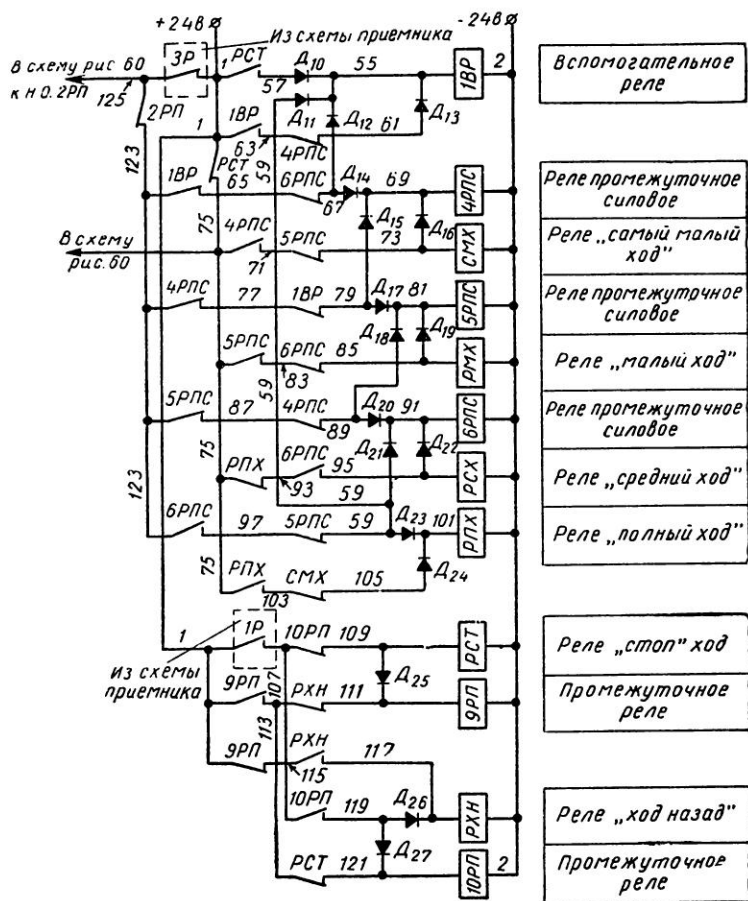 +24В
-24В
Из схемы приемника
В схему рис 60
к н 0.2РП
125
3Р
1
РСТ
Д10
55
1ВР
2
Вспомогательное
реле
57
2РП
Д11
Д12
Д13
1
1ВР
61
63
59
4РПС
123
РСТ
1ВР
65
6РПС
67
Д14
69
4РПС
Реле промежуточное
силовое
75
4РПС
71
5РПС
Д15
73
Д16
СМХ
Реле „самый малый
ход"
В схему
рис.60
4РПС
77
1ВР
79
Д17
81
5РПС
Реле промежуточное
силовое
Д18
Д19
5РПС
6РПС
85
83
59
РМХ
Реле „малый ход"
5РПС
87
4РПС
89
Д20
91
6РПС
Реле промежуточное
силовое
75
РПХ
6РПС
95
93
Д21
Д22
РСХ
Реле „средний ход"
123
59
6РПС
97
5РПС
59
Д23
101
РПХ
Реле „полный ход"
75
РПХ
СМХ
105
103
Д24
1
1Р
10РП
109
РСТ
Реле „стоп" ход
Из схемы
приемника
107
Д25
9РП
113
РХН
111
9РП
Промежуточное
реле
9РП
РХН
117
115
10РП
119
Д26
РХН
Реле „ход назад"
Д27
РСТ
121
10РП
2
Промежуточное
реле